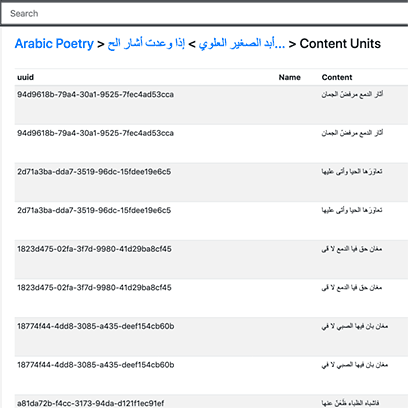 Search
Arabic Poetry > إذا وعدت أشار الح > أبد الصغير العلوي... > Content Units
uuid Name Content
94d9618b-79a4-30a1-9525-7fec4ad53cca أثار الدمع مرفضّ الجمان
94d9618b-79a4-30a1-9525-7fec4ad53cca أثار الدمع مرفضّ الجمان
2d71a3ba-dda7-3519-96dc-15fdee19e6c5 تعاوَرَها الحيا وأتى عليها
2d71a3ba-dda7-3519-96dc-15fdee19e6c5 تعاوَرَها الحيا وأتى عليها
1823d475-02fa-3f7d-9980-41d29ba8cf45 مغان حق فيا الدمع لا قى
1823d475-02fa-3f7d-9980-41d29ba8cf45 مغان حق فيا الدمع لا قى
18774f44-4dd8-3085-a435-deef154cb60b مغان بان فيها الصبي لا في
18774f44-4dd8-3085-a435-deef154cb60b مغان بان فيها الصبي لا في
a81da72b-f4cc-3173-94da-d121f1ec91ef فاشباه الظباء ظَعَنّ عنها